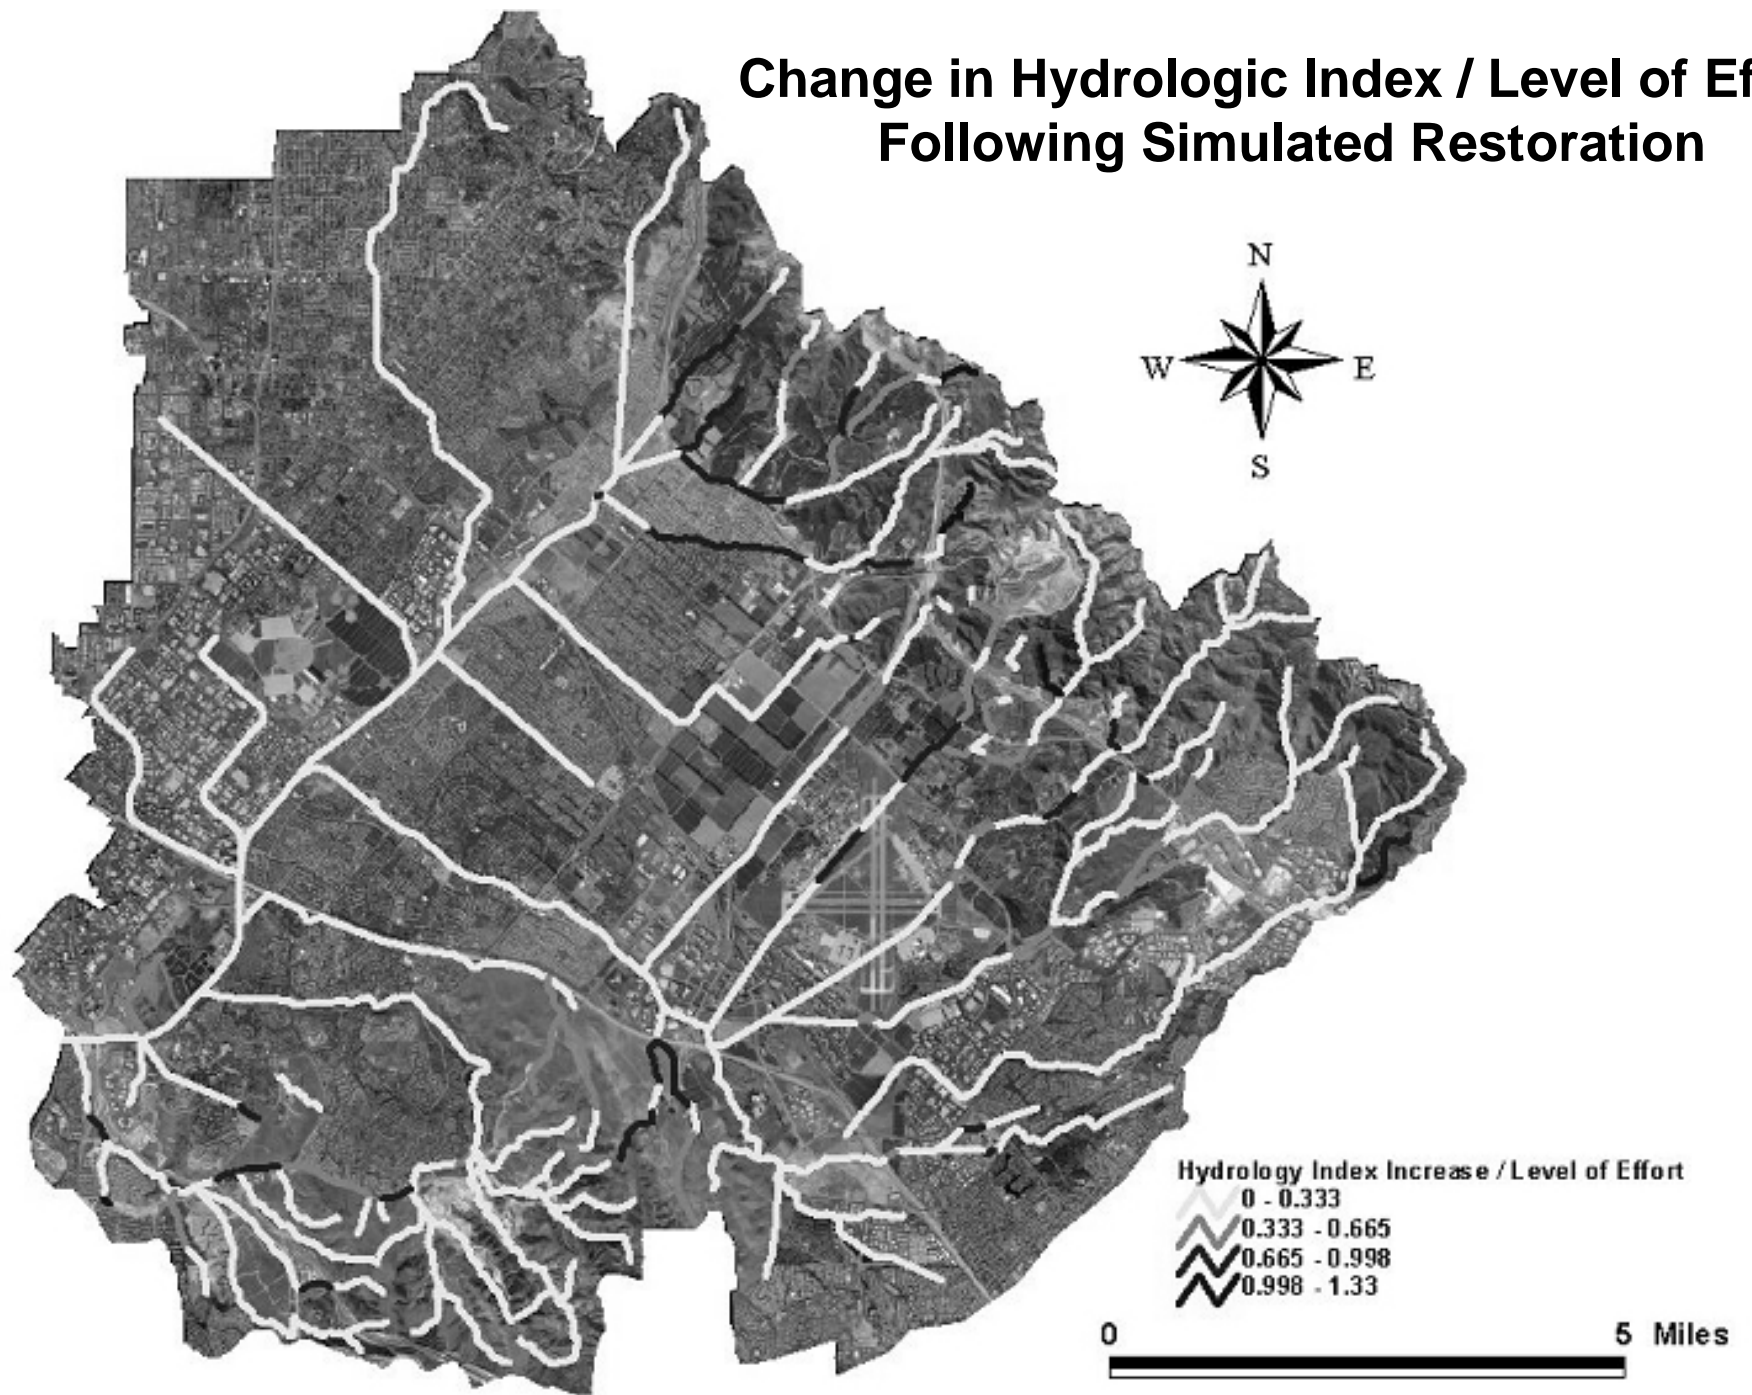 Change in Hydrologic Index / Level of Ef
Following Simulated Restoration
N
W E
S
Hydrology Index Increase / Level of Effort
0 - 0.333
0.333 - 0.665
0.665 - 0.998
0.998 - 1.33
0 5 Miles